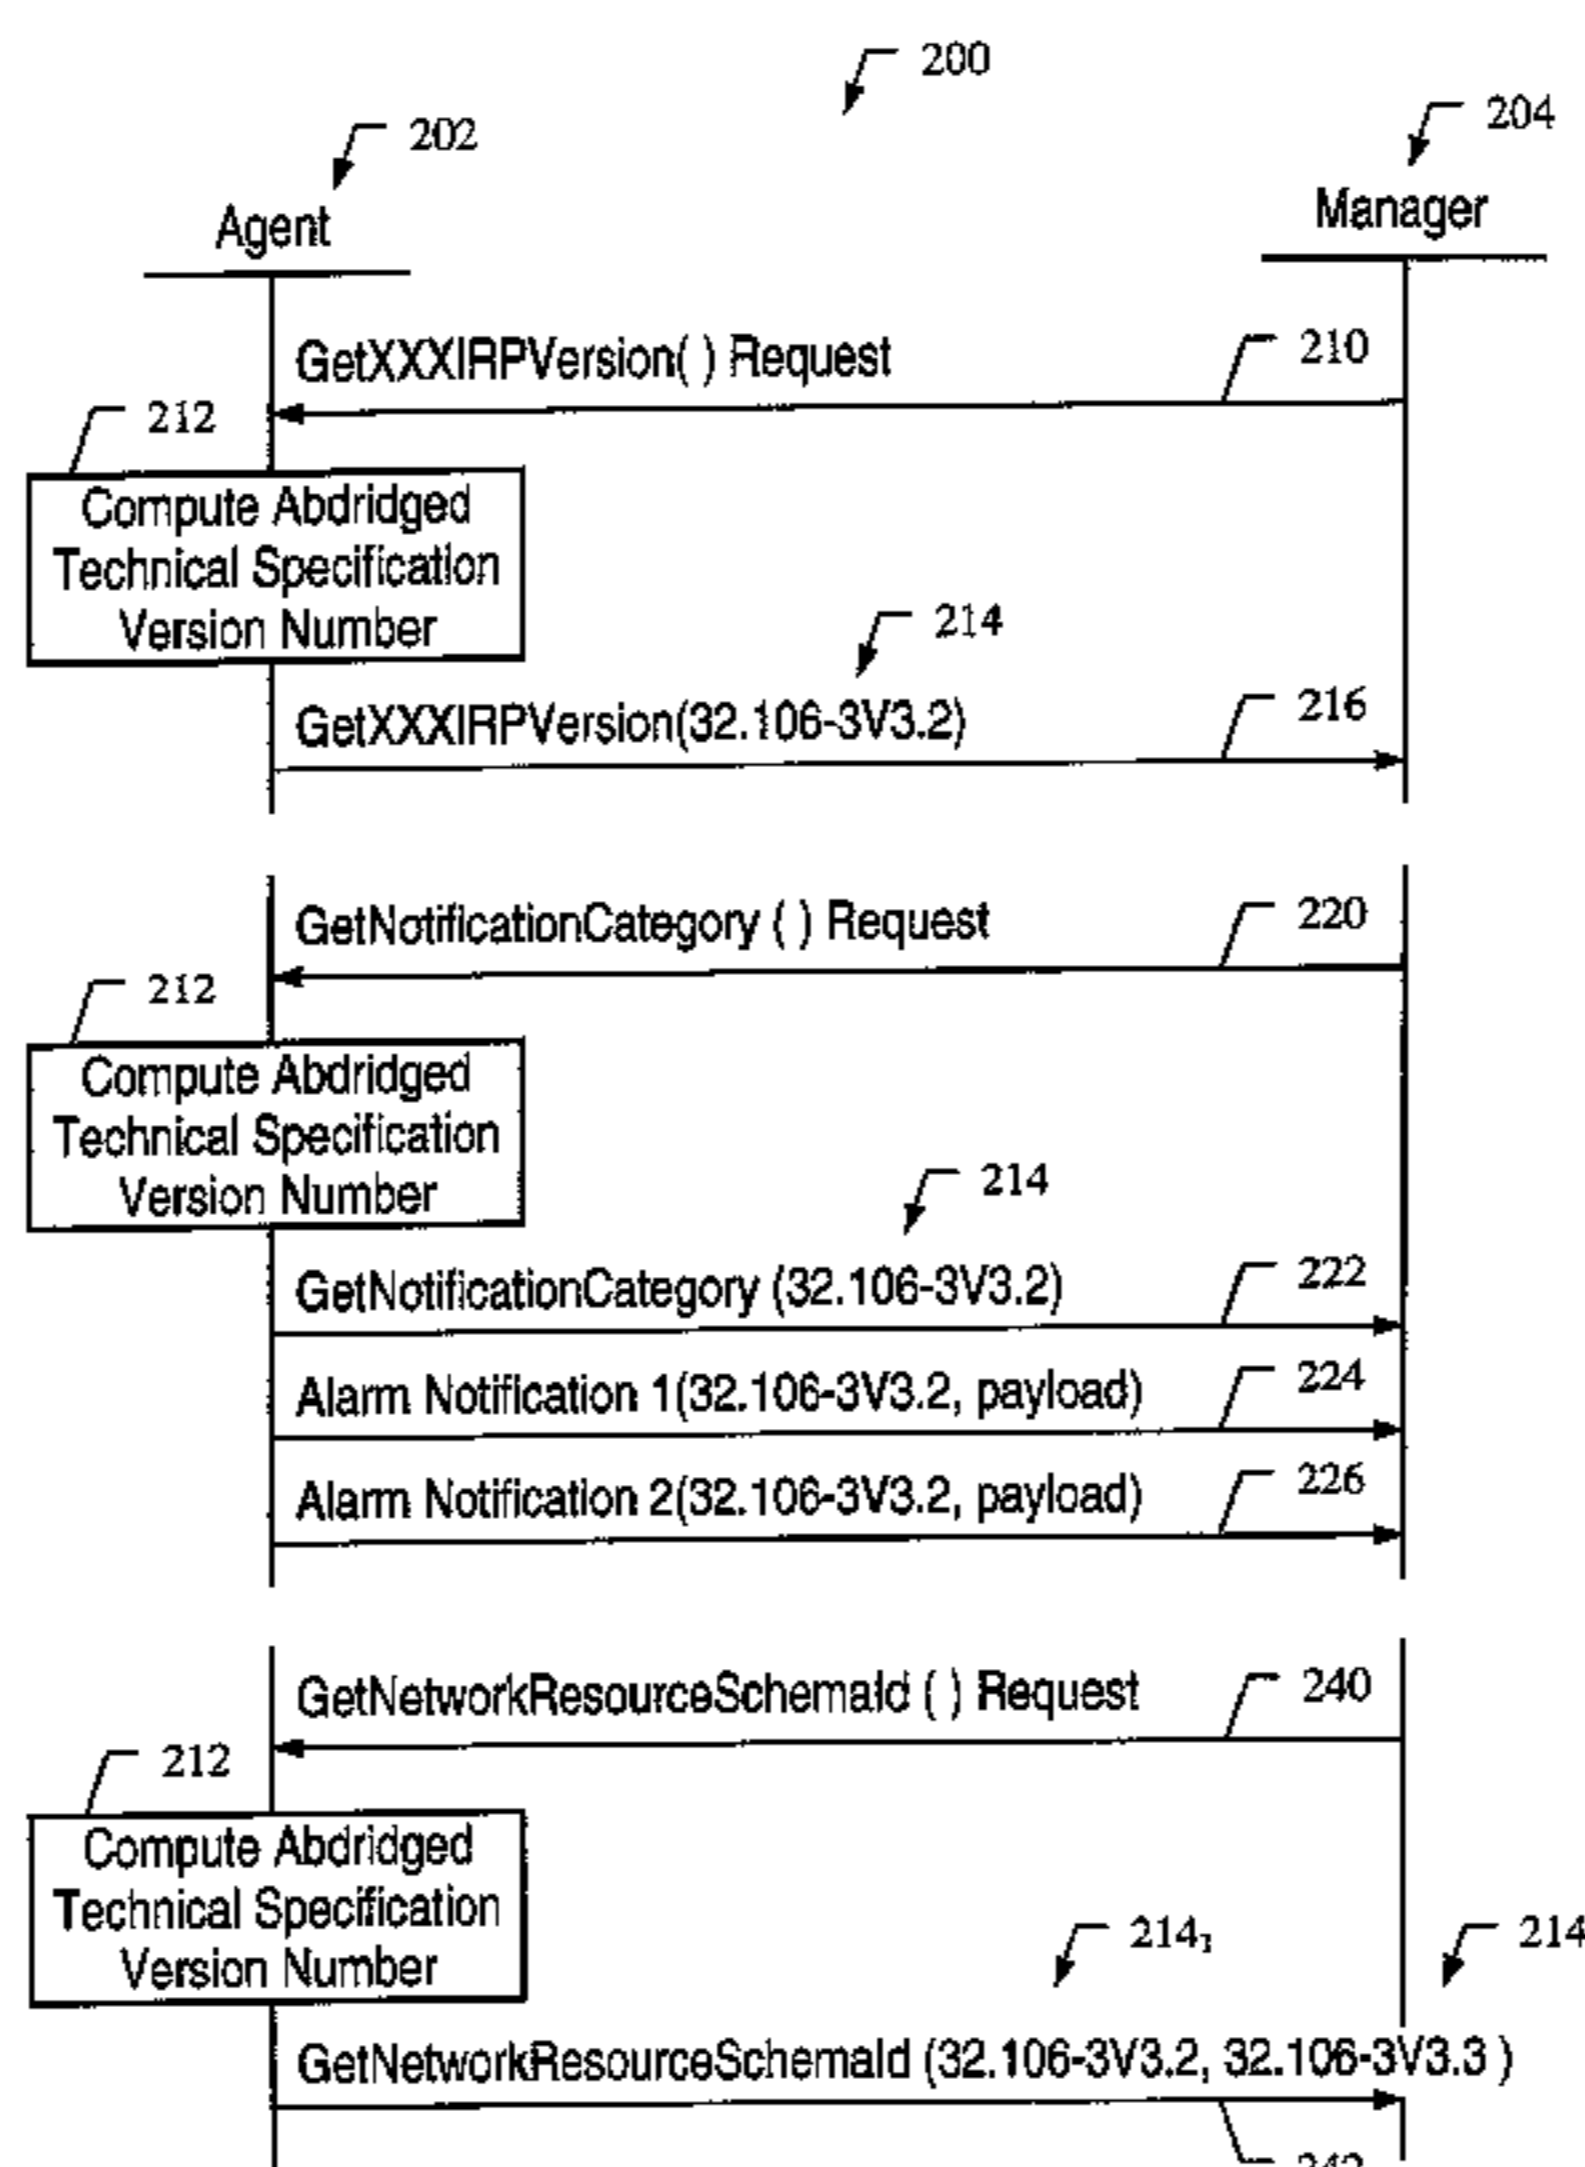 200
202
204
Agent
Manager
GetXXXIRPVersion( ) Request
210
212
Compute Abdridged
Technical Specification
Version Number
214
GetXXXIRPVersion(32.106-3V3.2)
216
GetNotificationCategory ( ) Request
220
212
Compute Abdridged
Technical Specification
Version Number
214
GetNotificationCategory (32.106-3V3.2)
222
Alarm Notification 1(32.106-3V3.2, payload)
224
Alarm Notification 2(32.106-3V3.2, payload)
226
GetNetworkResourceSchemaId ( ) Request
240
212
Compute Abdridged
Technical Specification
Version Number
214₁
214
GetNetworkResourceSchemaId (32.106-3V3.2, 32.106-3V3.3 )